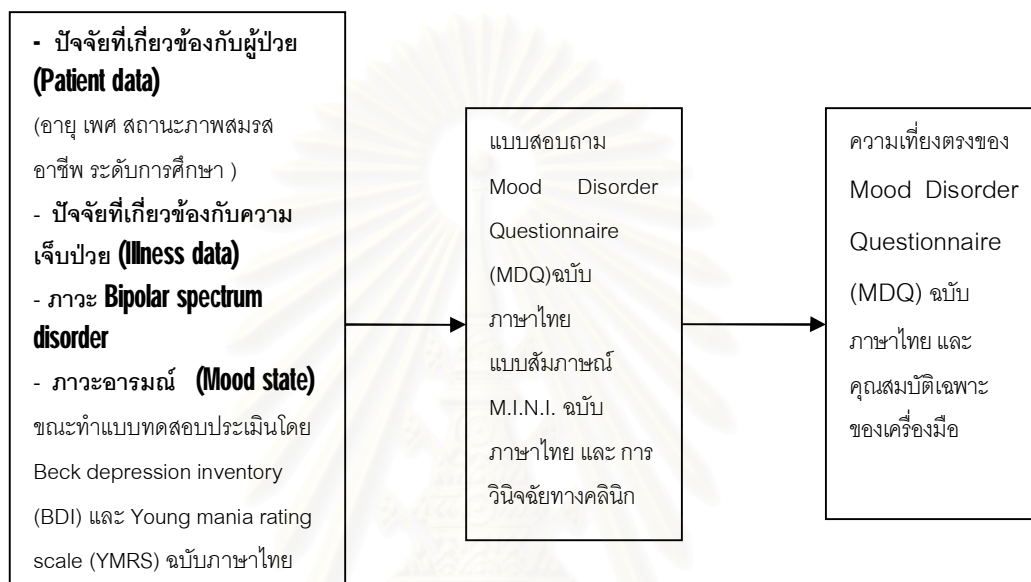 - ปัจจัยที่เกี่ยวข้องกับผู้ป่วย
(Patient data)
(อายุ เพศ สถานะภาพสมรส
อาชีพ ระดับการศึกษา )
- ปัจจัยที่เกี่ยวข้องกับความ
เจ็บป่วย (Illness data)
- ภาวะ Bipolar spectrum
disorder
- ภาวะอารมณ์ (Mood state)
ขณะทำแบบทดสอบประเมินโดย
Beck depression inventory
(BDI) และ Young mania rating
scale (YMRS) ฉบับภาษาไทย
แบบสอบถาม
Mood Disorder
Questionnaire
(MDQ)ฉบับ
ภาษาไทย
แบบสัมภาษณ์
M.I.N.I. ฉบับ
ภาษาไทย และ การ
วินิจฉัยทางคลินิก
ความเที่ยงตรงของ
Mood Disorder
Questionnaire
(MDQ) ฉบับ
ภาษาไทย และ
คุณสมบัติเฉพาะ
ของเครื่องมือ